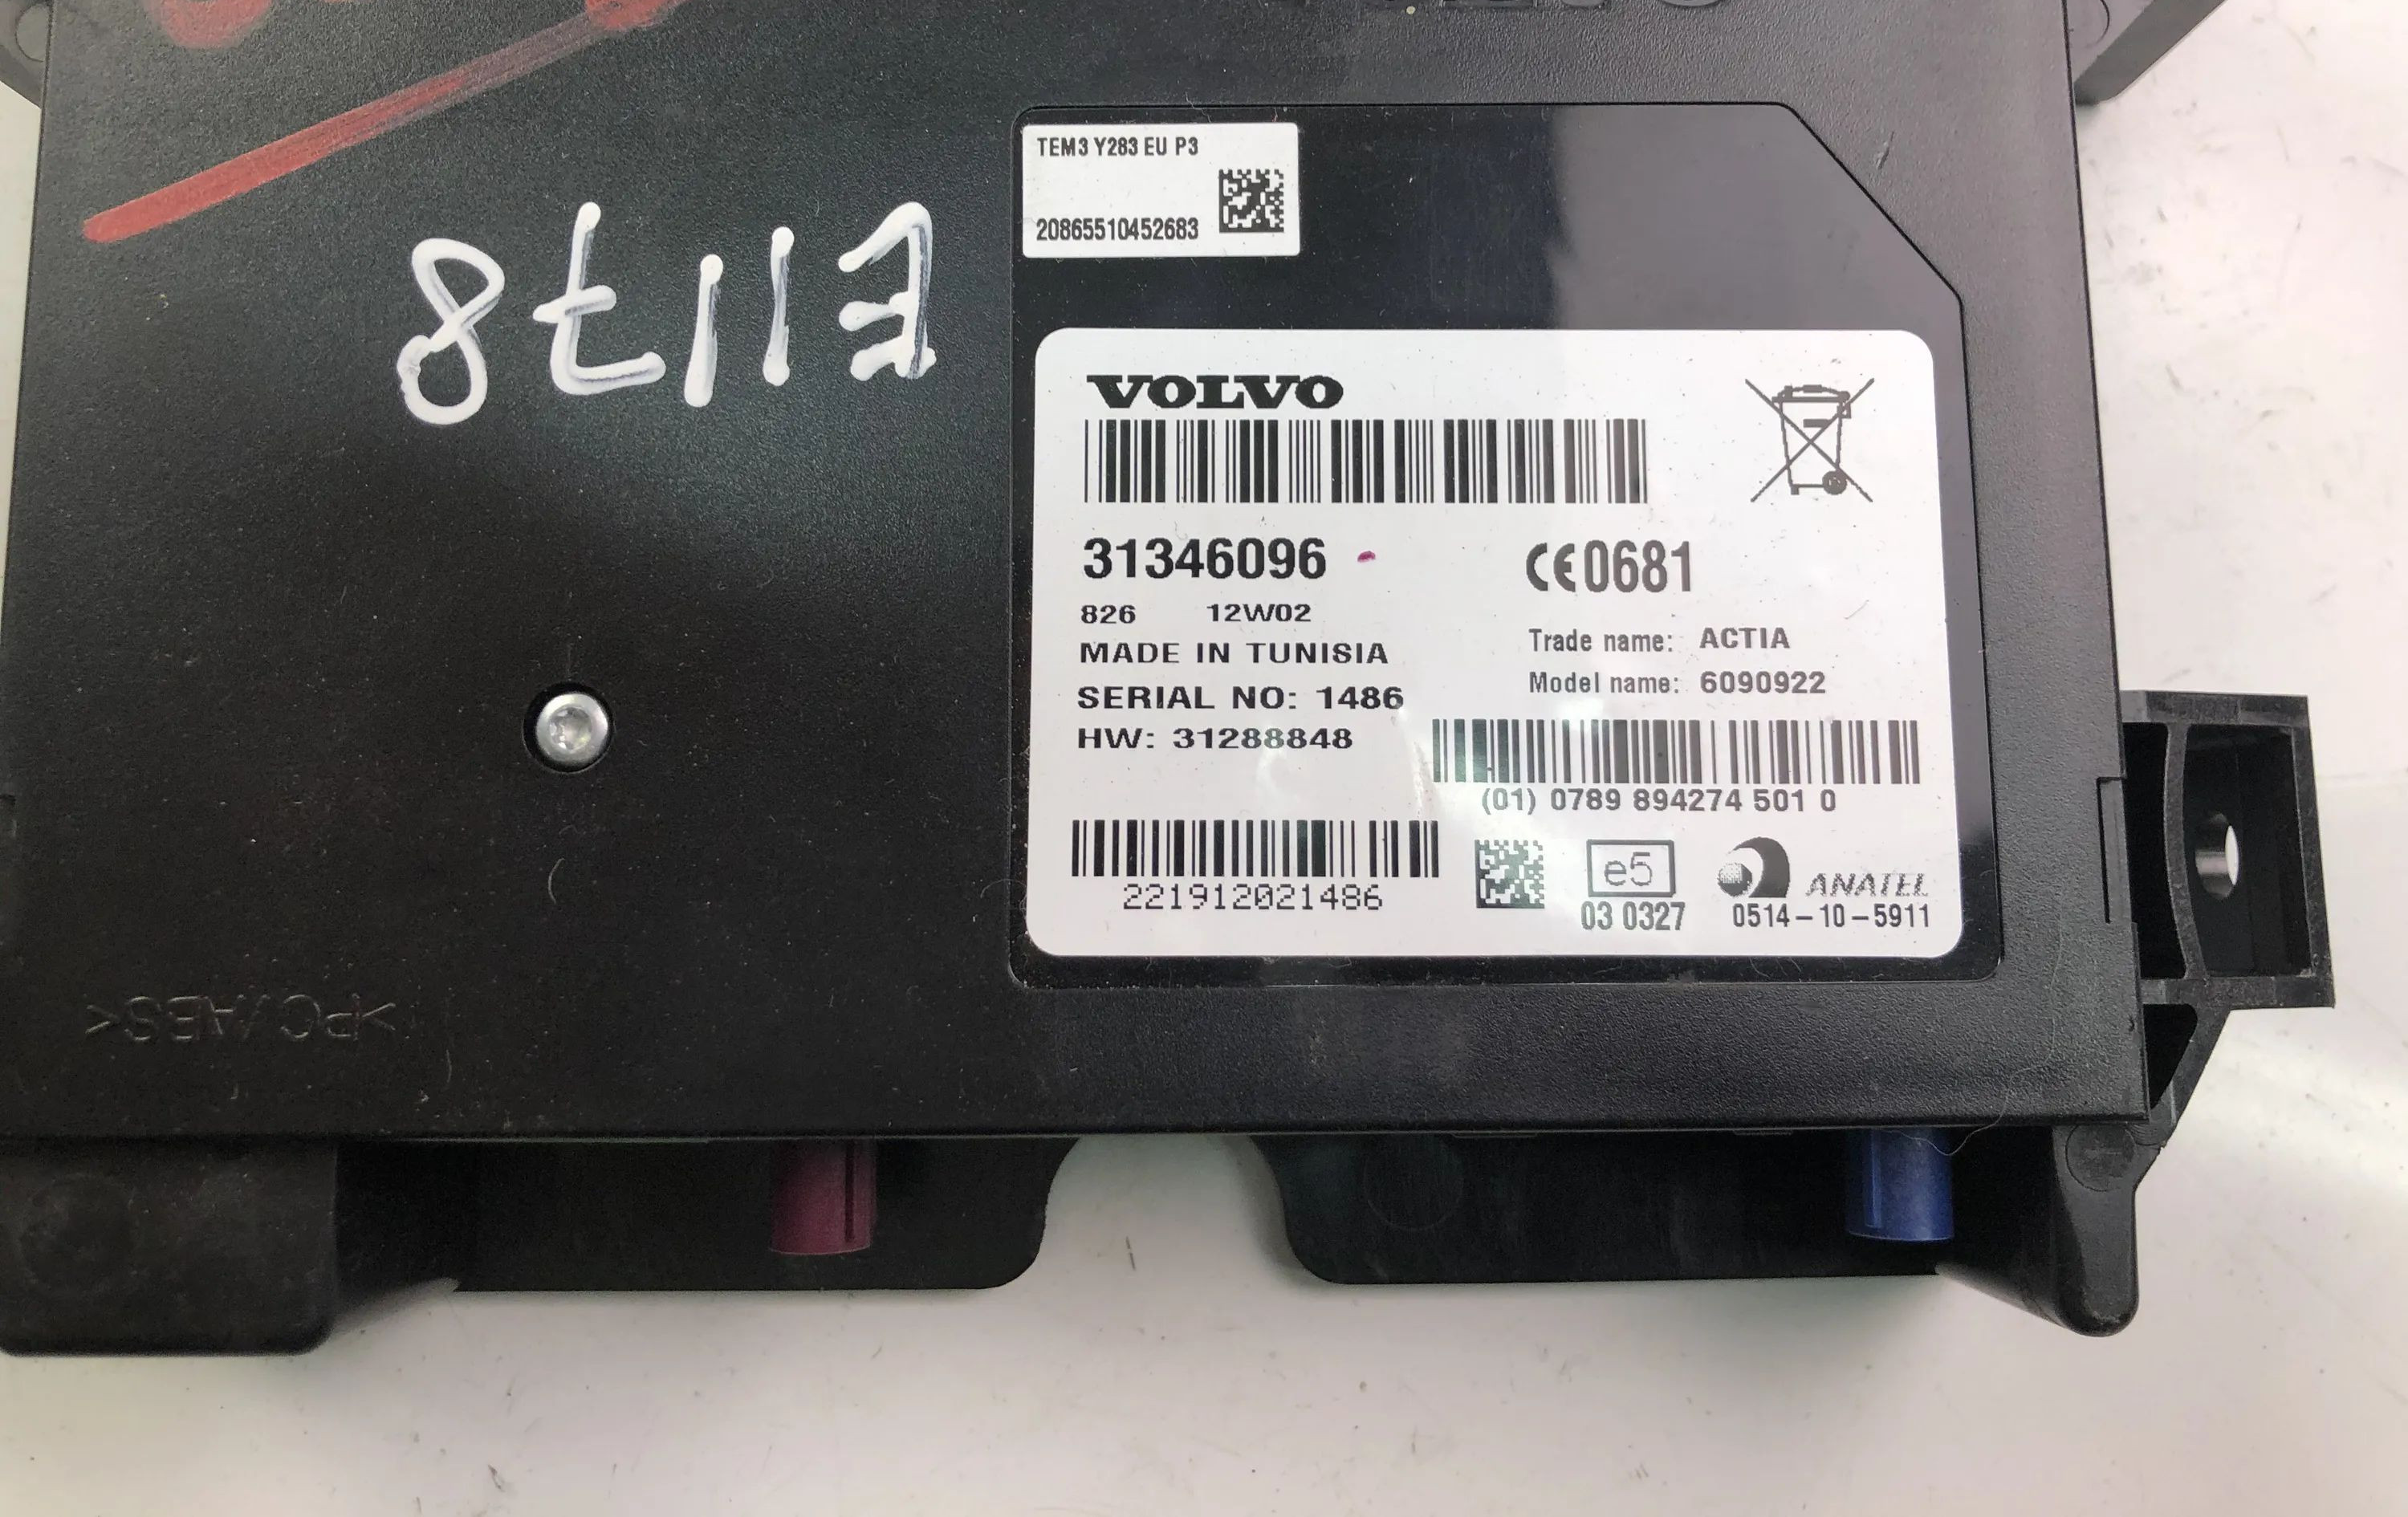 TEM3 Y283 EU P3
20865510452683
E1178
VOLVO
31346096
CE0681
826 12W02
MADE IN TUNISIA
Trade name: ACTIA
Model name: 6090922
SERIAL NO: 1486
HW: 31288848
(01) 0789 894274 501 0
221912021486
e5
03 0327
ANATEL
0514-10-5911
>PC/ABS<